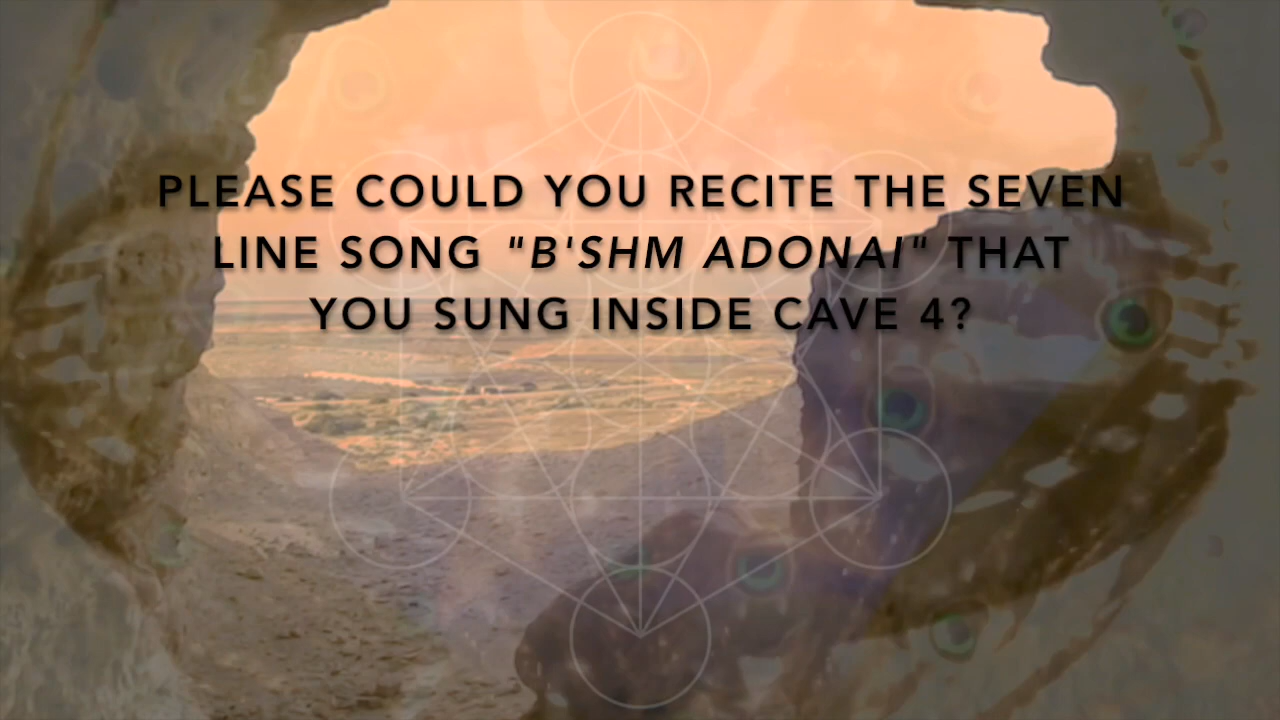 PLEASE COULD YOU RECITE THE SEVEN
LINE SONG "B'SHM ADONAI" THAT
YOU SUNG INSIDE CAVE 4?